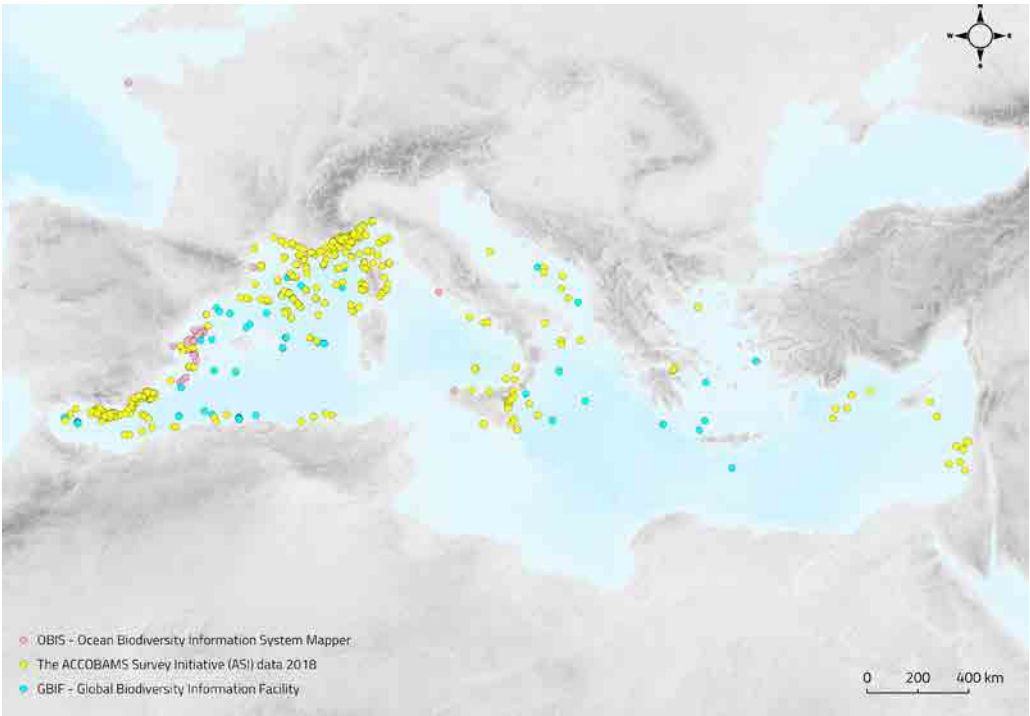 N
W E
S
OBIS - Ocean Biodiversity Information System Mapper
The ACCOBAMS Survey Initiative (ASI) data 2018
GBIF - Global Biodiversity Information Facility
0 200 400 km